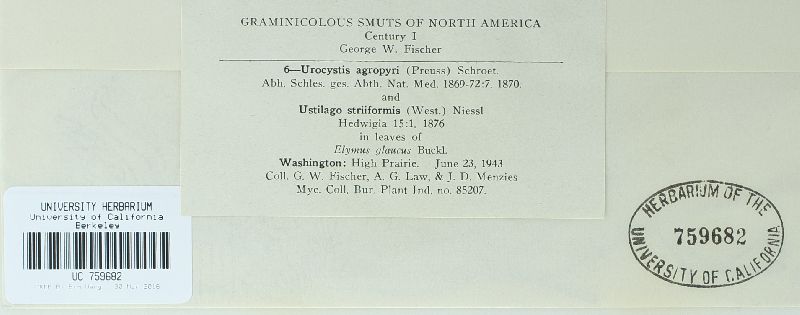 GRAMINICOLOUS SMUTS OF NORTH AMERICA
Century I
George W. Fischer
6—Urocystis agropyri (Preuss) Schroet.
Abh. Schles. ges. Abth. Nat. Med. 1869-72:7. 1870.
and
Ustilago striiformis (West.) Niessl
Hedwigia 15:1, 1876
in leaves of
Elymus glaucus Buckl.
Washington: High Prairie. June 23, 1943
Coll. G. W. Fischer, A. G. Law, & J. D. Menzies
Myc. Coll. Bur. Plant Ind. no. 85207.
UNIVERSITY HERBARIUM
University of California
Berkeley
UC 759682
HERBARIUM OF THE
759682
UNIVERSITY OF CALIFORNIA